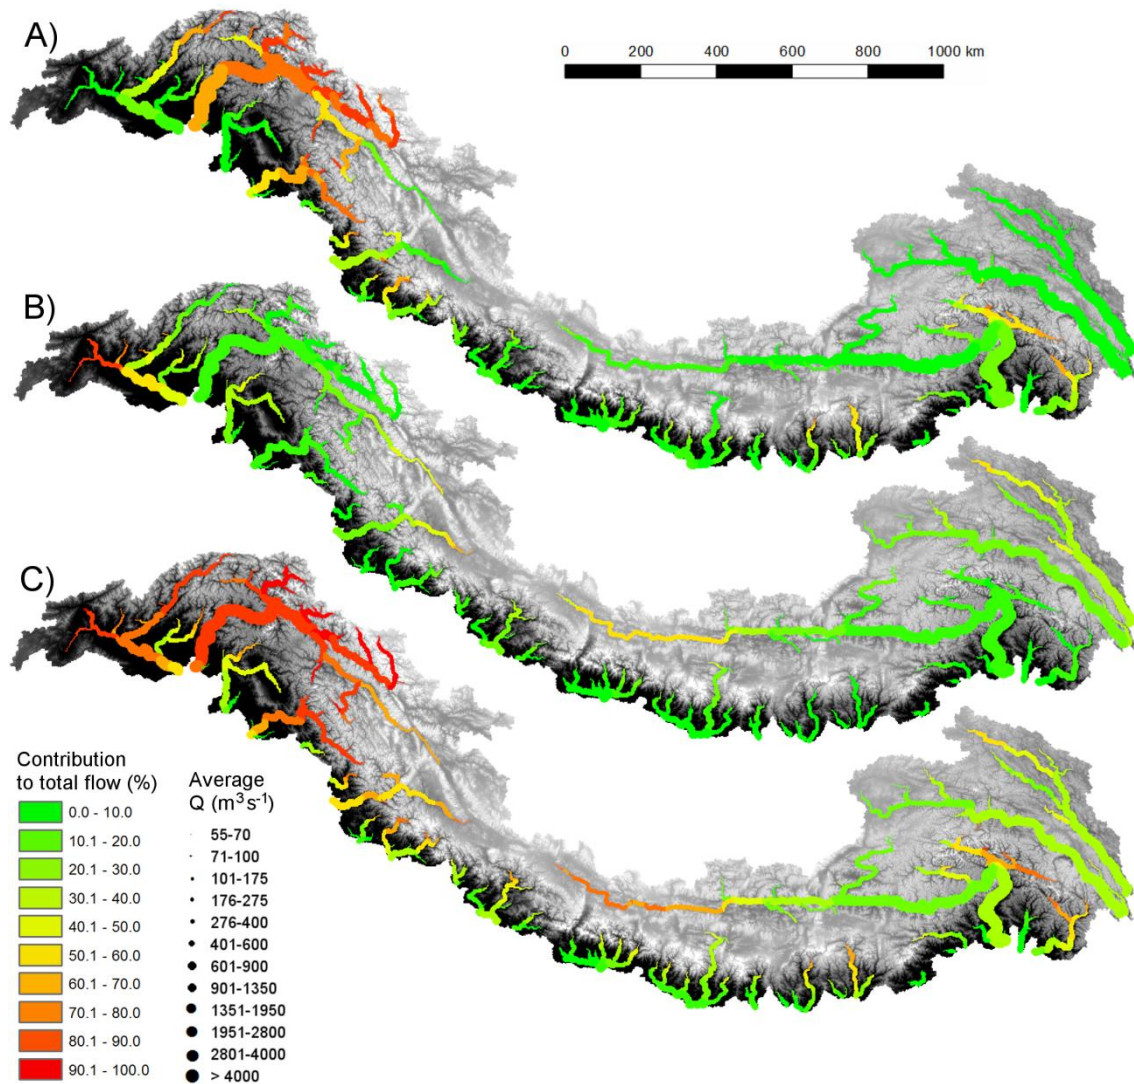 A)
0 200 400 600 800 1000 km
B)
C)
Contribution
to total flow (%)
0.0 - 10.0
10.1 - 20.0
20.1 - 30.0
30.1 - 40.0
40.1 - 50.0
50.1 - 60.0
60.1 - 70.0
70.1 - 80.0
80.1 - 90.0
90.1 - 100.0
Average
Q (m³s⁻¹)
55-70
71-100
101-175
176-275
276-400
401-600
601-900
901-1350
1351-1950
1951-2800
2801-4000
> 4000